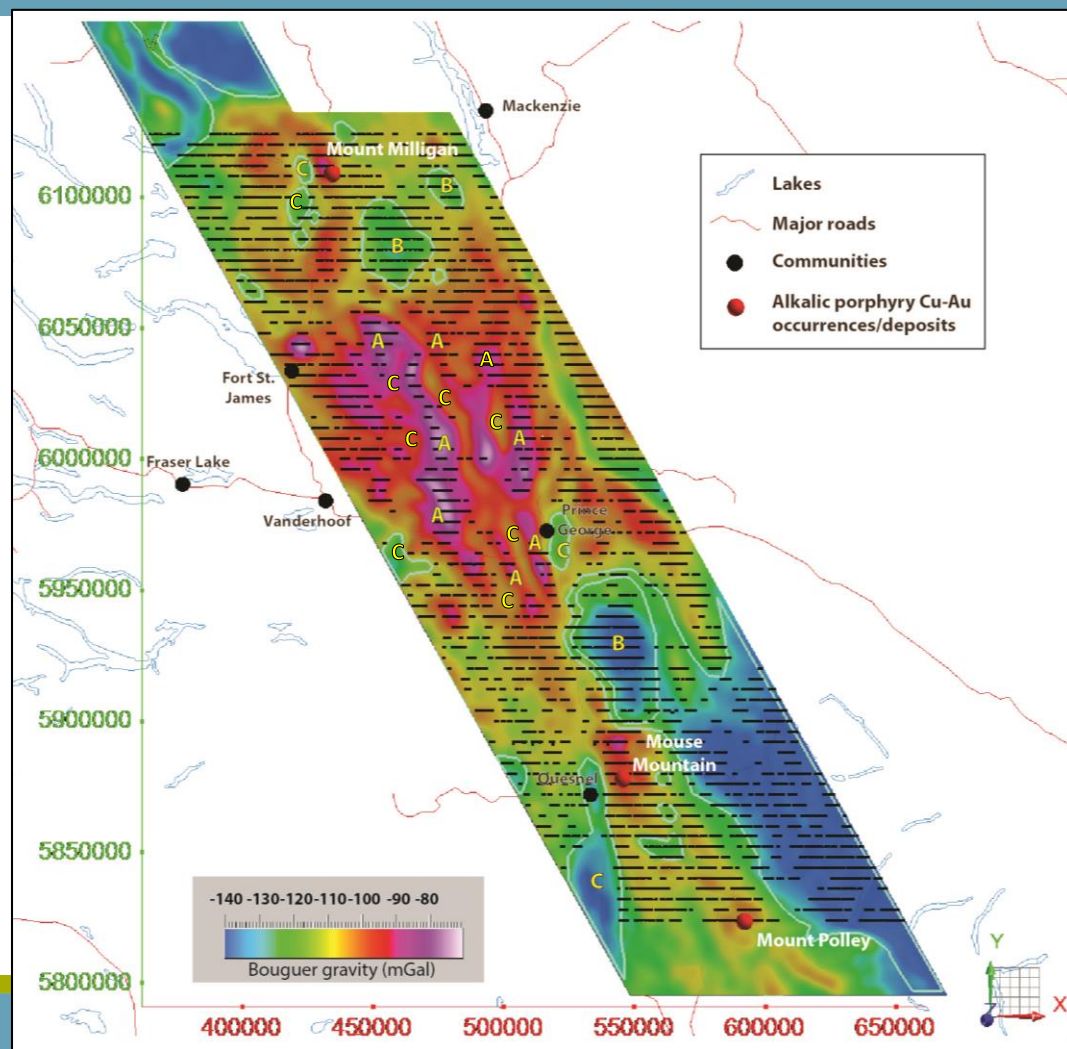 Mackenzie
Mount Milligan
C
B
C
B
6100000
6050000
6000000
5950000
5900000
5850000
5800000
A
A
A
Fort St.
James
C
C
C
C
A
A
Fraser Lake
Vanderhoof
A
Prince
George
C
A
C
C
A
C
B
Mouse
Mountain
Quesnel
C
Mount Polley
Lakes
Major roads
Communities
Alkalic porphyry Cu-Au
occurrences/deposits
-140 -130 -120 -110 -100 -90 -80
Bouguer gravity (mGal)
400000 450000 500000 550000 600000 650000
Y
Z
X